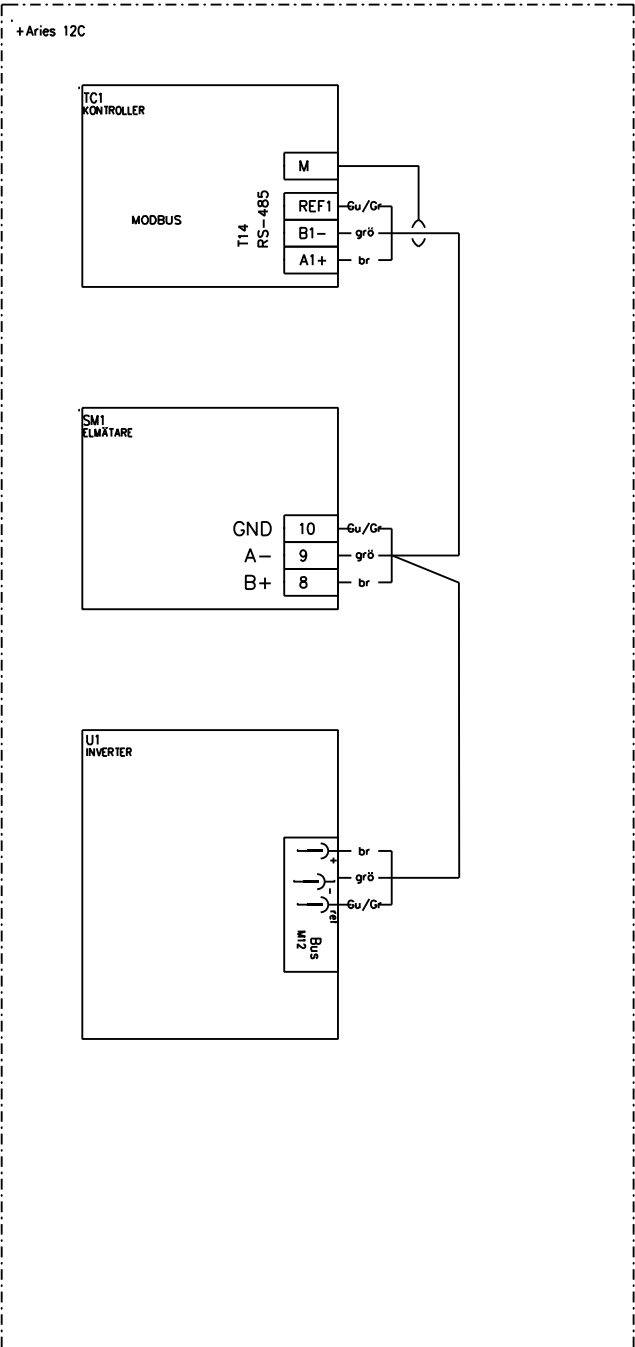 +Aries 12C
TC1
KONTROLLER
M
MODBUS
T14
RS-485
REF1 Gu/Gr
B1- grö
A1+ br
SM1
ELMÄTARE
GND 10 Gu/Gr
A- 9 grö
B+ 8 br
U1
INVERTER
br
+
grö
-
Gu/Gr
ref
Bus
M12